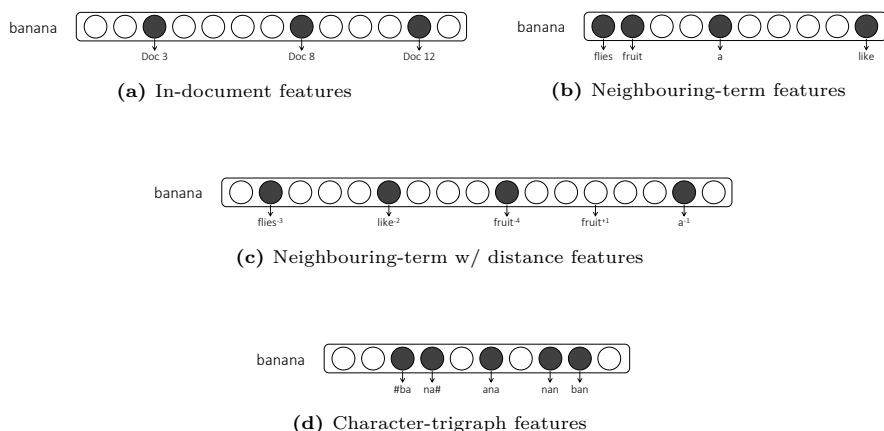 banana
Doc 3 Doc 8 Doc 12
(a) In-document features
banana
flies fruit a like
(b) Neighbouring-term features
banana
flies⁻³ like⁻² fruit⁻⁴ fruit⁺¹ a⁻¹
(c) Neighbouring-term w/ distance features
banana
#ba na# ana nan ban
(d) Character-trigraph features